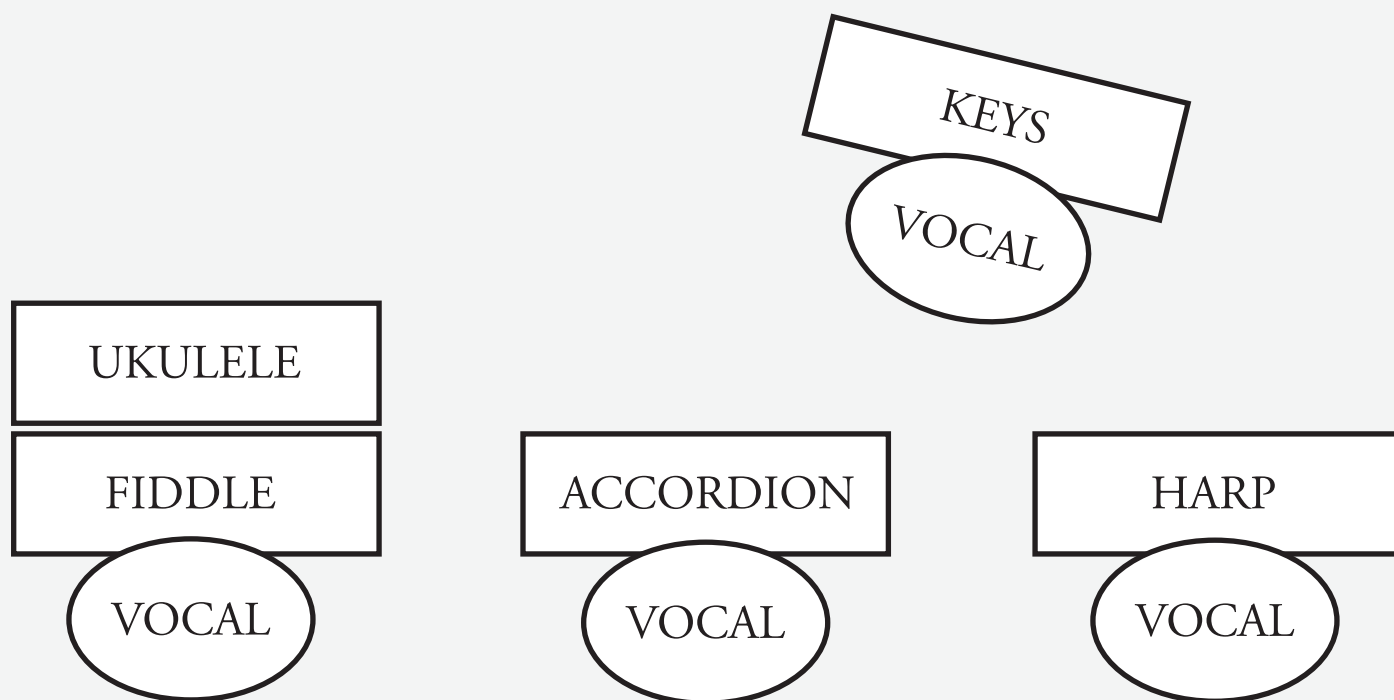 KEYS
VOCAL
UKULELE
FIDDLE
VOCAL
ACCORDION
VOCAL
HARP
VOCAL